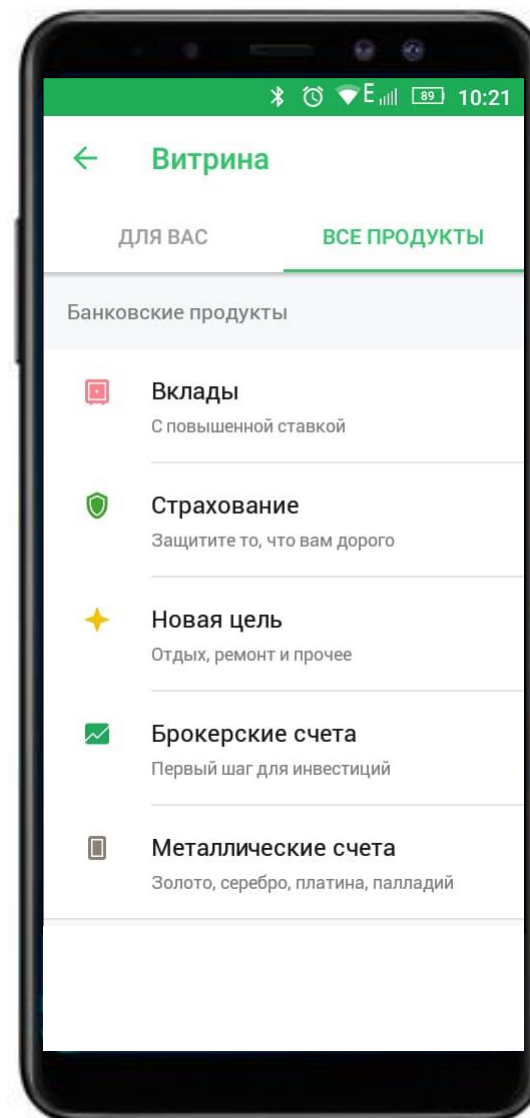 E 89 10:21
Витрина
ДЛЯ ВАС ВСЕ ПРОДУКТЫ
Банковские продукты
Вклады
С повышенной ставкой
Страхование
Защитите то, что вам дорого
Новая цель
Отдых, ремонт и прочее
Брокерские счета
Первый шаг для инвестиций
Металлические счета
Золото, серебро, платина, палладий